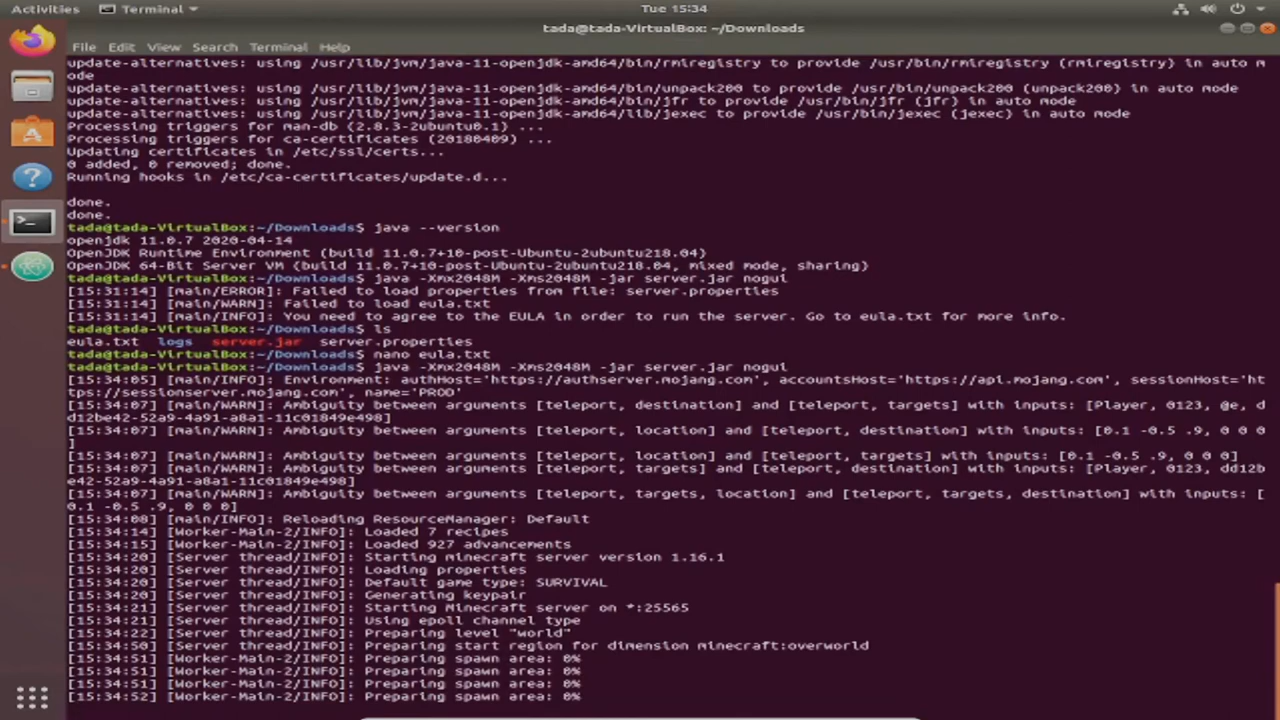 Activities Terminal Tue 15:34
tada@tada-VirtualBox: ~/Downloads
File Edit View Search Terminal Help
update-alternatives: using /usr/lib/jvm/java-11-openjdk-amd64/bin/rmiregistry to provide /usr/bin/rmiregistry (rmiregistry) in auto m
ode
update-alternatives: using /usr/lib/jvm/java-11-openjdk-amd64/bin/unpack200 to provide /usr/bin/unpack200 (unpack200) in auto mode
update-alternatives: using /usr/lib/jvm/java-11-openjdk-amd64/bin/jfr to provide /usr/bin/jfr (jfr) in auto mode
update-alternatives: using /usr/lib/jvm/java-11-openjdk-amd64/lib/jexec to provide /usr/bin/jexec (jexec) in auto mode
Processing triggers for man-db (2.8.3-2ubuntu0.1) ...
Processing triggers for ca-certificates (20180409) ...
Updating certificates in /etc/ssl/certs...
0 added, 0 removed; done.
Running hooks in /etc/ca-certificates/update.d...
done.
done.
tada@tada-VirtualBox:~/Downloads$ java --version
openjdk 11.0.7 2020-04-14
OpenJDK Runtime Environment (build 11.0.7+10-post-Ubuntu-2ubuntu218.04)
OpenJDK 64-Bit Server VM (build 11.0.7+10-post-Ubuntu-2ubuntu218.04, mixed mode, sharing)
tada@tada-VirtualBox:~/Downloads$ java -Xmx2048M -Xms2048M -jar server.jar nogui
[15:31:14] [main/ERROR]: Failed to load properties from file: server.properties
[15:31:14] [main/WARN]: Failed to load eula.txt
[15:31:14] [main/INFO]: You need to agree to the EULA in order to run the server. Go to eula.txt for more info.
tada@tada-VirtualBox:~/Downloads$ ls
eula.txt logs server.jar server.properties
tada@tada-VirtualBox:~/Downloads$ nano eula.txt
tada@tada-VirtualBox:~/Downloads$ java -Xmx2048M -Xms2048M -jar server.jar nogui
[15:34:05] [main/INFO]: Environment: authHost='https://authserver.mojang.com', accountsHost='https://api.mojang.com', sessionHost='ht
tps://sessionserver.mojang.com', name='PROD'
[15:34:07] [main/WARN]: Ambiguity between arguments [teleport, destination] and [teleport, targets] with inputs: [Player, 0123, @e, d
d12be42-52a9-4a91-a8a1-11c01849e498]
[15:34:07] [main/WARN]: Ambiguity between arguments [teleport, location] and [teleport, destination] with inputs: [0.1 -0.5 .9, 0 0 0
]
[15:34:07] [main/WARN]: Ambiguity between arguments [teleport, location] and [teleport, targets] with inputs: [0.1 -0.5 .9, 0 0 0]
[15:34:07] [main/WARN]: Ambiguity between arguments [teleport, targets] and [teleport, destination] with inputs: [Player, 0123, dd12b
e42-52a9-4a91-a8a1-11c01849e498]
[15:34:07] [main/WARN]: Ambiguity between arguments [teleport, targets, location] and [teleport, targets, destination] with inputs: [
0.1 -0.5 .9, 0 0 0]
[15:34:08] [main/INFO]: Reloading ResourceManager: Default
[15:34:14] [Worker-Main-2/INFO]: Loaded 7 recipes
[15:34:15] [Worker-Main-2/INFO]: Loaded 927 advancements
[15:34:20] [Server thread/INFO]: Starting minecraft server version 1.16.1
[15:34:20] [Server thread/INFO]: Loading properties
[15:34:20] [Server thread/INFO]: Default game type: SURVIVAL
[15:34:20] [Server thread/INFO]: Generating keypair
[15:34:21] [Server thread/INFO]: Starting Minecraft server on *:25565
[15:34:21] [Server thread/INFO]: Using epoll channel type
[15:34:22] [Server thread/INFO]: Preparing level "world"
[15:34:50] [Server thread/INFO]: Preparing start region for dimension minecraft:overworld
[15:34:51] [Worker-Main-2/INFO]: Preparing spawn area: 0%
[15:34:51] [Worker-Main-2/INFO]: Preparing spawn area: 0%
[15:34:51] [Worker-Main-2/INFO]: Preparing spawn area: 0%
[15:34:52] [Worker-Main-2/INFO]: Preparing spawn area: 0%